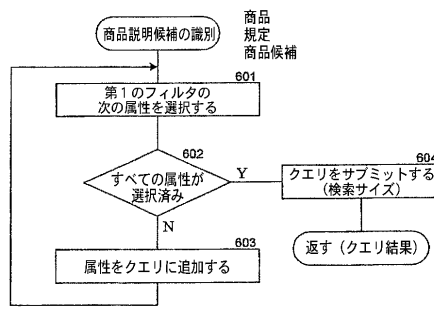 商品説明候補の識別
商品
規定
商品候補
601
第1のフィルタの
次の属性を選択する
602
すべての属性が
選択済み
Y
N
604
クエリをサブミットする
(検索サイズ)
返す(クエリ結果)
603
属性をクエリに追加する